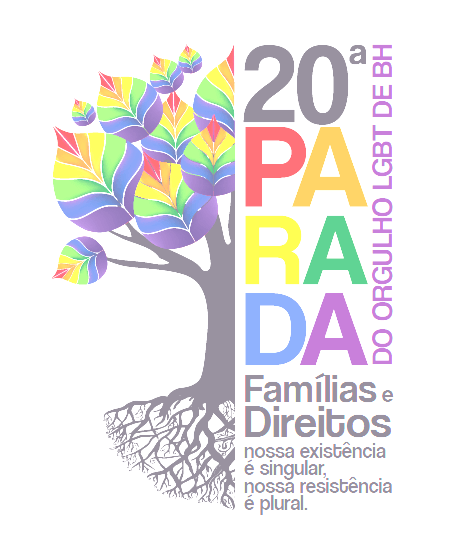 20ª
PA
RA
DA
DO ORGULHO LGBT DE BH
Famílias e
Direitos
nossa existência
é singular,
nossa resistência
é plural.